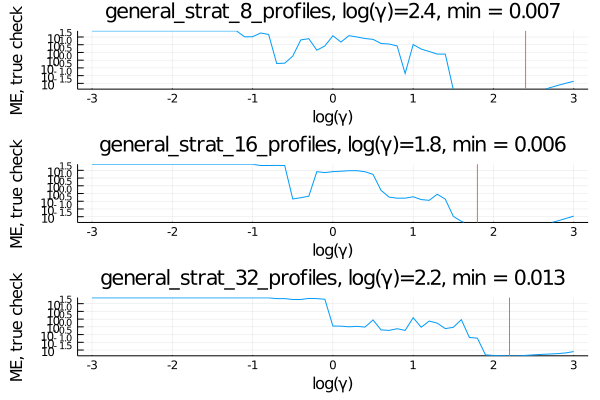 general_strat_8_profiles, log(γ)=2.4, min = 0.007
ME, true check
-3 -2 -1 0 1 2 3
log(γ)
general_strat_16_profiles, log(γ)=1.8, min = 0.006
ME, true check
-3 -2 -1 0 1 2 3
log(γ)
general_strat_32_profiles, log(γ)=2.2, min = 0.013
ME, true check
-3 -2 -1 0 1 2 3
log(γ)